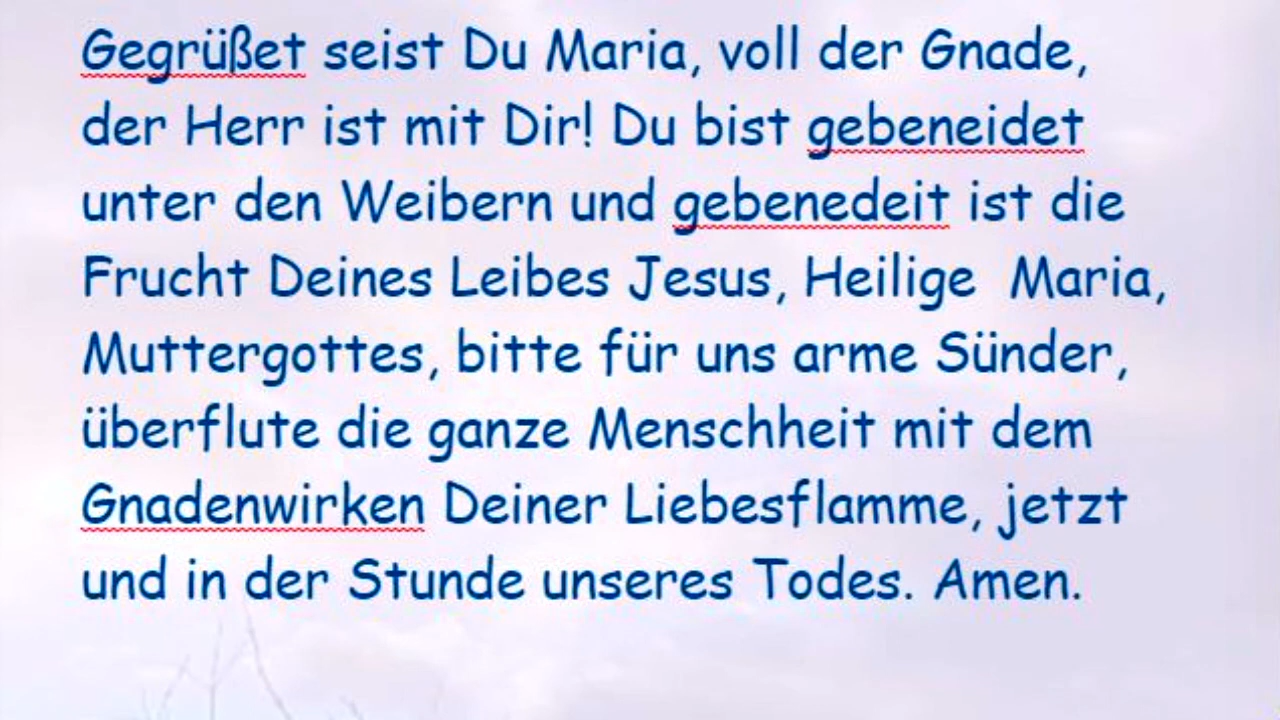 Gegrüßet seist Du Maria, voll der Gnade,
der Herr ist mit Dir! Du bist gebeneidet
unter den Weibern und gebenedeit ist die
Frucht Deines Leibes Jesus, Heilige  Maria,
Muttergottes, bitte für uns arme Sünder,
überflute die ganze Menschheit mit dem
Gnadenwirken Deiner Liebesflamme, jetzt
und in der Stunde unseres Todes. Amen.